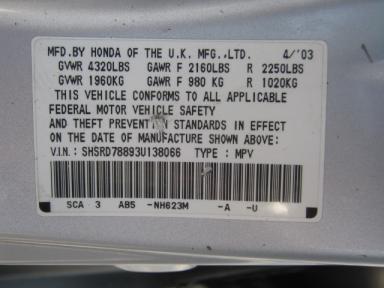 MFD.BY HONDA OF THE U.K. MFG.,LTD. 4/'03
GVWR 4320LBS GAWR F 2160LBS R 2250LBS
GVWR 1960KG GAWR F 980 KG R 1020KG
THIS VEHICLE CONFORMS TO ALL APPLICABLE
FEDERAL MOTOR VEHICLE SAFETY
AND THEFT PREVENTION STANDARDS IN EFFECT
ON THE DATE OF MANUFACTURE SHOWN ABOVE:
V.I.N.: SHSRD78893U138066 TYPE : MPV
SCA 3 AB5 -NH623M -A -U